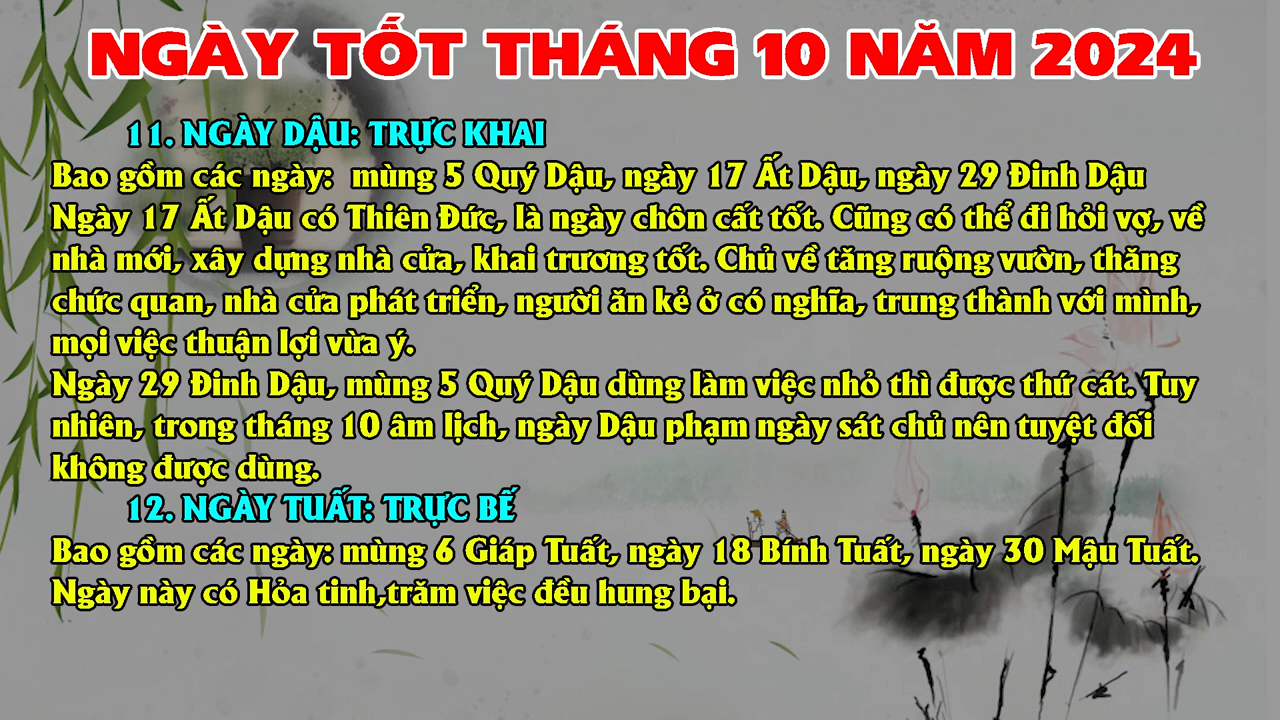 NGÀY TỐT THÁNG 10 NĂM 2024
11. NGÀY DẬU: TRỰC KHAI
Bao gồm các ngày: mùng 5 Quý Dậu, ngày 17 Ất Dậu, ngày 29 Đinh Dậu
Ngày 17 Ất Dậu có Thiên Đức, là ngày chôn cất tốt. Cũng có thể đi hỏi vợ, về
nhà mới, xây dựng nhà cửa, khai trương tốt. Chủ về tăng ruộng vườn, thăng
chức quan, nhà cửa phát triển, người ăn kẻ ở có nghĩa, trung thành với mình,
mọi việc thuận lợi vừa ý.
Ngày 29 Đinh Dậu, mùng 5 Quý Dậu dùng làm việc nhỏ thì được thứ cát. Tuy
nhiên, trong tháng 10 âm lịch, ngày Dậu phạm ngày sát chủ nên tuyệt đối
không được dùng.
12. NGÀY TUẤT: TRỰC BẾ
Bao gồm các ngày: mùng 6 Giáp Tuất, ngày 18 Bính Tuất, ngày 30 Mậu Tuất.
Ngày này có Hỏa tinh,trăm việc đều hung bại.